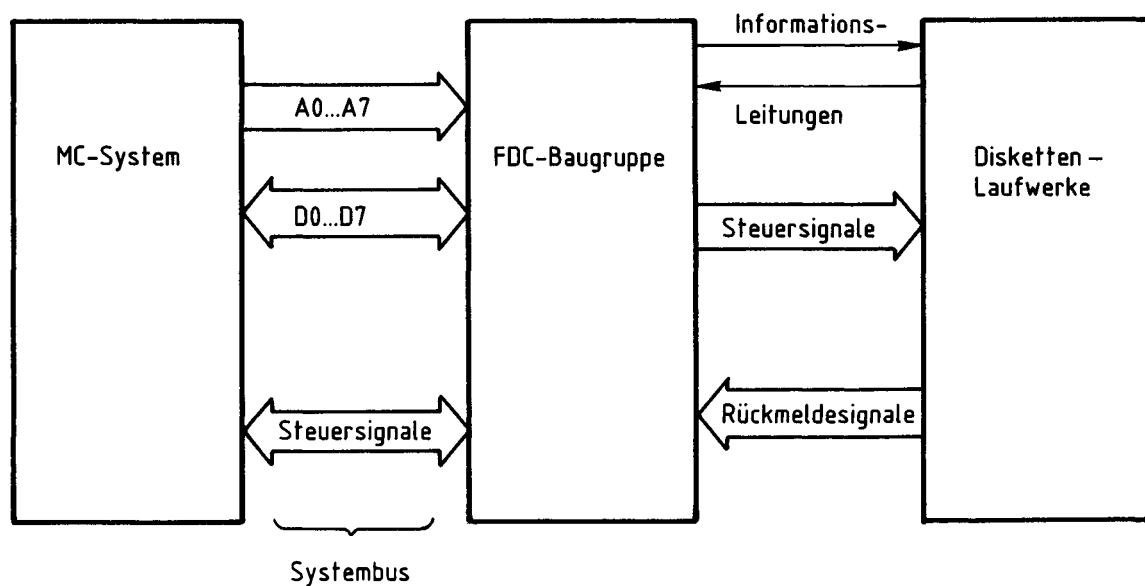 Informations-
Leitungen
A0...A7
MC-System
FDC-Baugruppe
Disketten –
Laufwerke
D0...D7
Steuersignale
Rückmeldesignale
Steuersignale
Systembus